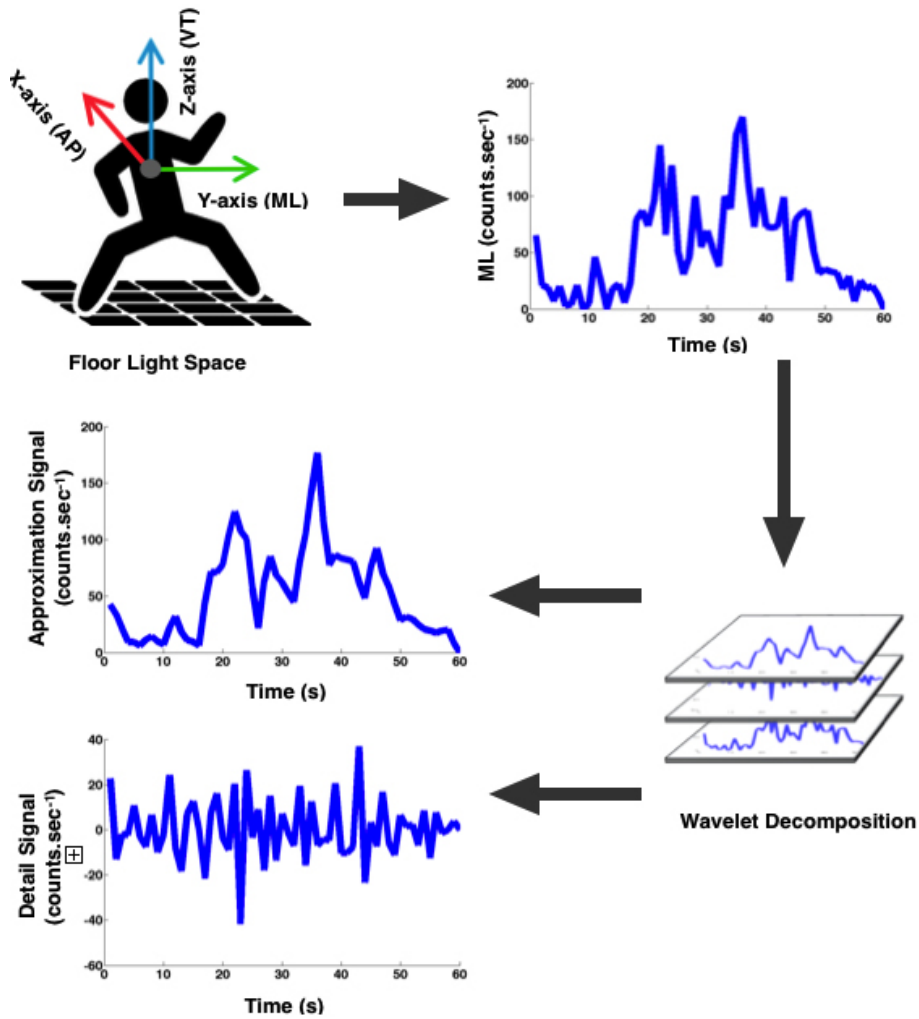 Z-axis (VT)
X-axis (AP)
Y-axis (ML)
Floor Light Space
ML (counts.sec⁻¹)
200
150
100
50
0
0 10 20 30 40 50 60
Time (s)
Approximation Signal
(counts.sec⁻¹)
200
150
100
50
0
0 10 20 30 40 50 60
Time (s)
Wavelet Decomposition
Detail Signal
(counts.sec⁻¹)
40
20
0
-20
-40
-60
0 10 20 30 40 50 60
Time (s)